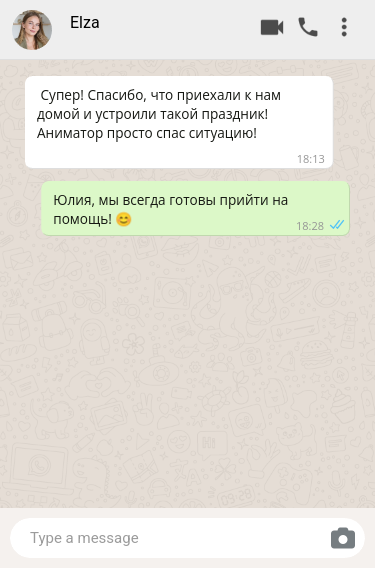 Elza
Супер! Спасибо, что приехали к нам
домой и устроили такой праздник!
Аниматор просто спас ситуацию!
18:13
Юлия, мы всегда готовы прийти на
помощь! 😊
18:28
Type a message